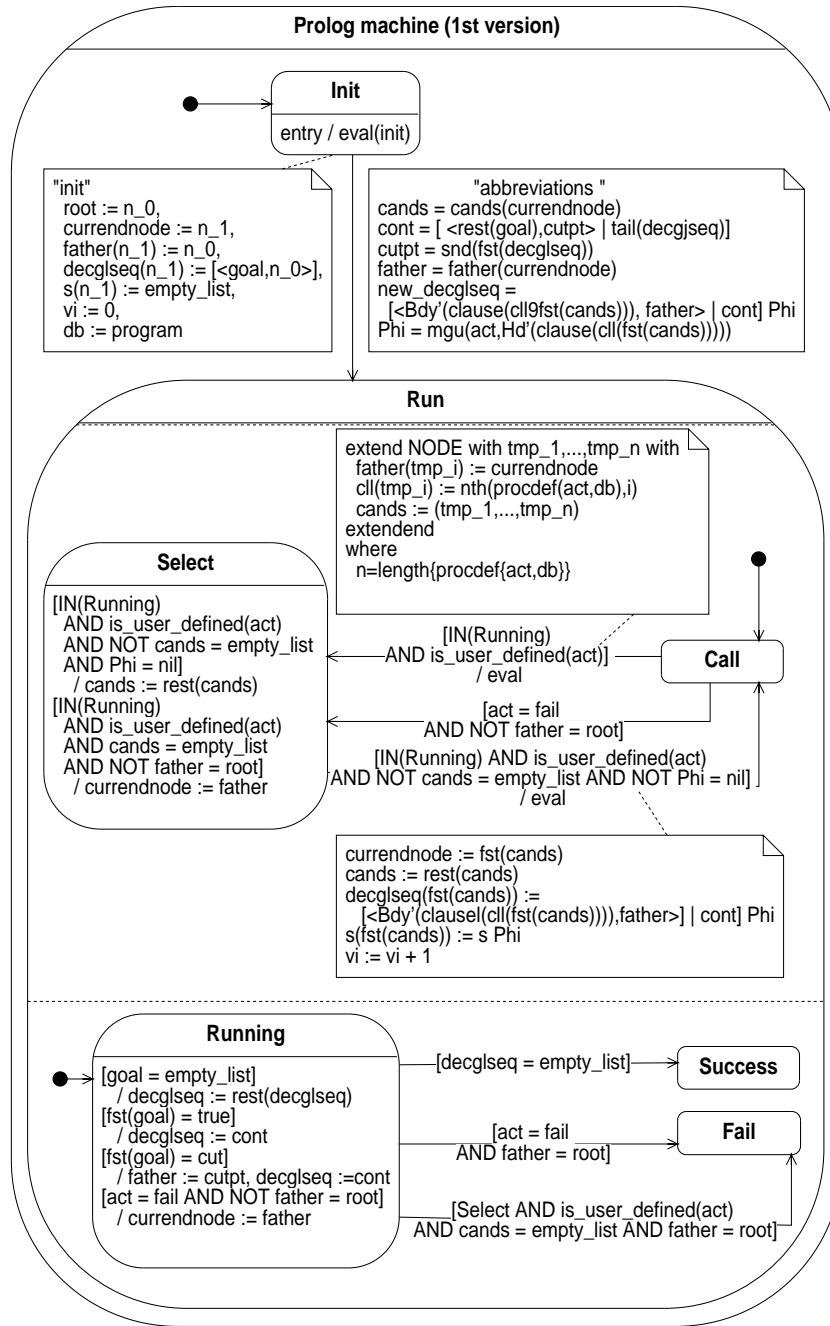 Prolog machine (1st version)
Init
entry / eval(init)
"init"
root := n_0,
currendnode := n_1,
father(n_1) := n_0,
decglseq(n_1) := [<goal,n_0>],
s(n_1) := empty_list,
vi := 0,
db := program
"abbreviations "
cands = cands(currendnode)
cont = [ <rest(goal),cutpt> | tail(decgjseq)]
cutpt = snd(fst(decglseq))
father = father(currendnode)
new_decglseq =
[<Bdy'(clause(cll9fst(cands))), father> | cont] Phi
Phi = mgu(act,Hd'(clause(cll(fst(cands)))))
Run
extend NODE with tmp_1,...,tmp_n with
father(tmp_i) := currendnode
cll(tmp_i) := nth(procdef(act,db),i)
cands := (tmp_1,...,tmp_n)
extendend
where
n=length{procdef{act,db}}
Select
[IN(Running)
AND is_user_defined(act)
AND NOT cands = empty_list
AND Phi = nil]
/ cands := rest(cands)
[IN(Running)
AND is_user_defined(act)
AND cands = empty_list
AND NOT father = root]
/ currendnode := father
[IN(Running)
AND is_user_defined(act)]
/ eval
Call
[act = fail
AND NOT father = root]
[IN(Running) AND is_user_defined(act)
AND NOT cands = empty_list AND NOT Phi = nil]
/ eval
currendnode := fst(cands)
cands := rest(cands)
decglseq(fst(cands)) :=
[<Bdy'(clausel(cll(fst(cands)))),father>] | cont] Phi
s(fst(cands)) := s Phi
vi := vi + 1
Running
[goal = empty_list]
/ decglseq := rest(decglseq)
[fst(goal) = true]
/ decglseq := cont
[fst(goal) = cut]
/ father := cutpt, decglseq :=cont
[act = fail AND NOT father = root]
/ currendnode := father
[decglseq = empty_list]
Success
[act = fail
AND father = root]
Fail
[Select AND is_user_defined(act)
AND cands = empty_list AND father = root]